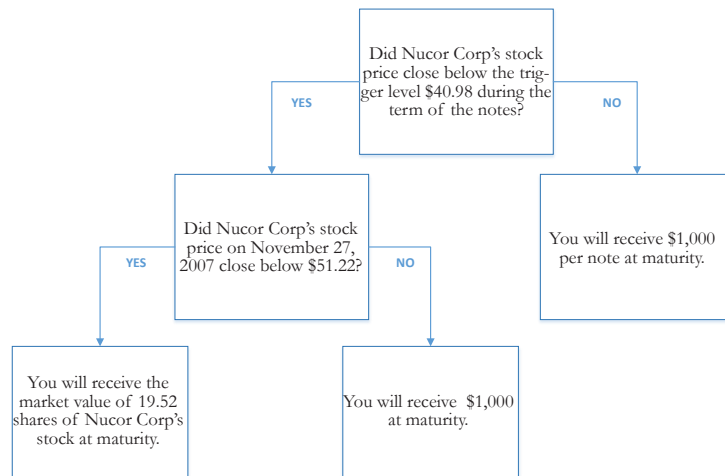 Did Nucor Corp's stock
price close below the trig-
ger level $40.98 during the
term of the notes?
YES
NO
Did Nucor Corp's stock
price on November 27,
2007 close below $51.22?
You will receive $1,000
per note at maturity.
YES
NO
You will receive the
market value of 19.52
shares of Nucor Corp's
stock at maturity.
You will receive $1,000
at maturity.